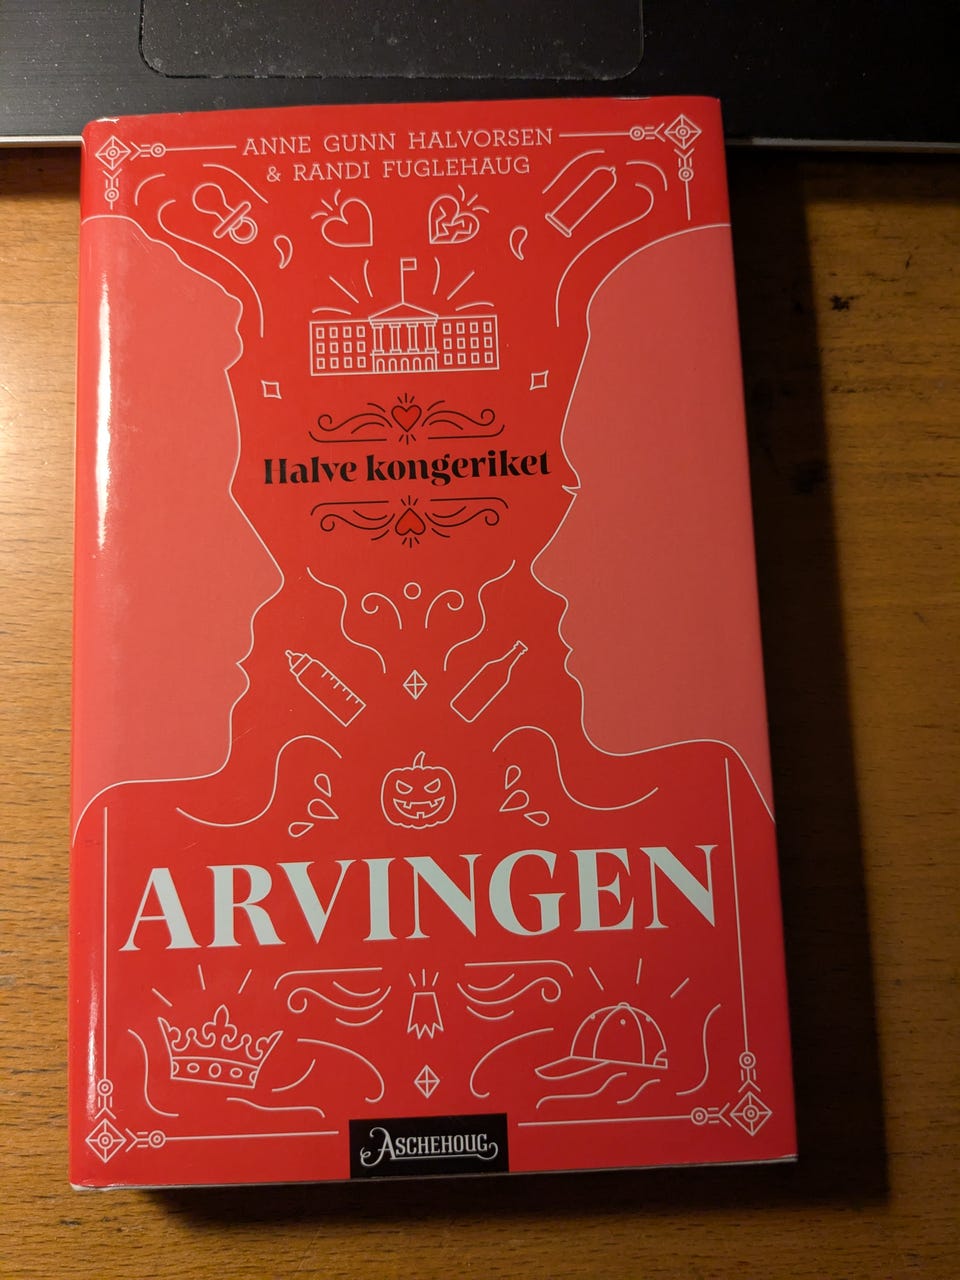 ANNE GUNN HALVORSEN
& RANDI FUGLEHAUG
Halve kongeriket
ARVINGEN
ASCHEHOUG